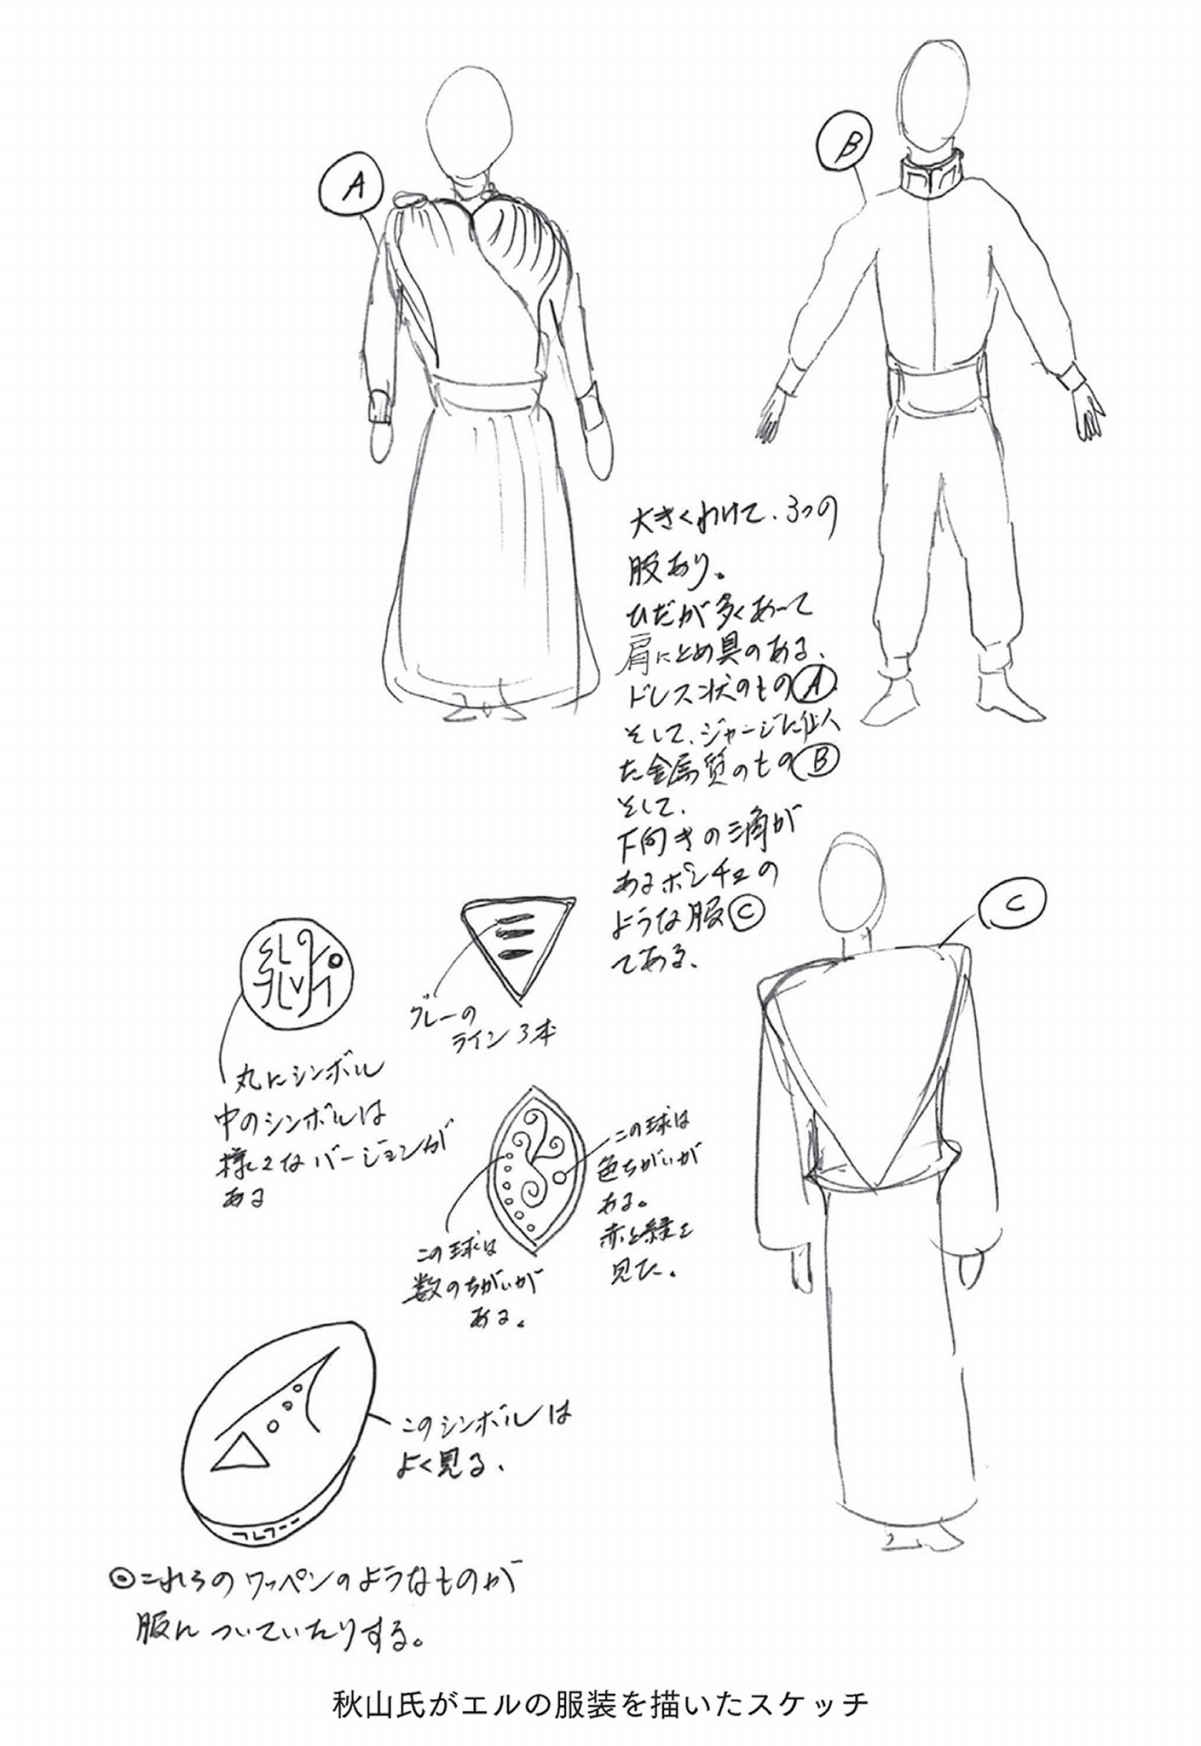 A
B
大きくわけて、3つの
服あり。
ひだが多くあって
肩にとめ具のある、
ドレス状のものⒶ
そして、ジャージに似
た金属質のものⒷ
そして、
下向きの三角が
あるポンチョの
ような服Ⓒ
である、
C
グレーの
ライン3本
丸にシンボル
中のシンボルは
様々なバージョンが
ある
この球は
色ちがいが
ある。
赤と緑を
見た。
この球は
数のちがいが
ある。
このシンボルは
よく見る、
◎これらのワッペンのようなものが
服についていたりする。
秋山氏がエルの服装を描いたスケッチ